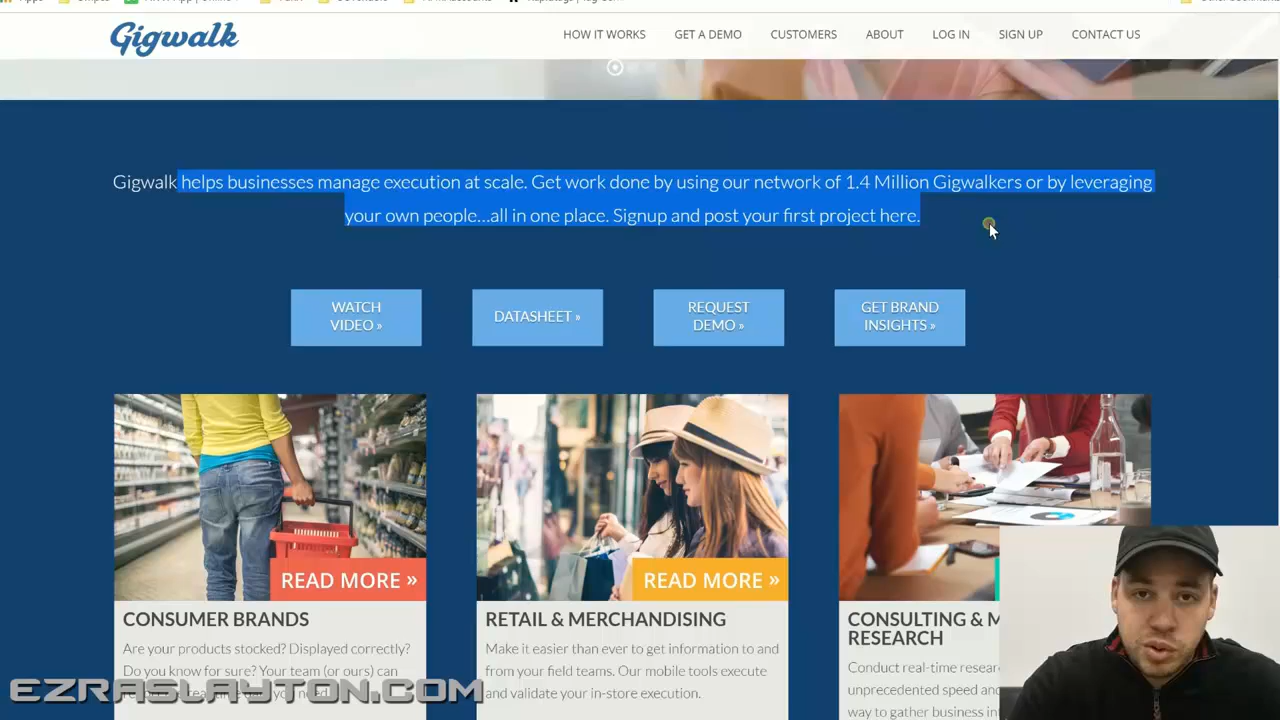 Gigwalk
HOW IT WORKS
GET A DEMO
CUSTOMERS
ABOUT
LOG IN
SIGN UP
CONTACT US
Gigwalk helps businesses manage execution at scale. Get work done by using our network of 1.4 Million Gigwalkers or by leveraging
your own people...all in one place. Signup and post your first project here.
WATCH
VIDEO »
DATASHEET »
REQUEST
DEMO »
GET BRAND
INSIGHTS »
READ MORE »
READ MORE »
CONSUMER BRANDS
Are your products stocked? Displayed correctly?
Do you know for sure? Your team (or ours) can
RETAIL & MERCHANDISING
Make it easier than ever to get information to and
from your field teams. Our mobile tools execute
and validate your in-store execution.
CONSULTING & M
RESEARCH
Conduct real-time resear
unprecedented speed and
way to gather business in
EZRASLAYTON.COM